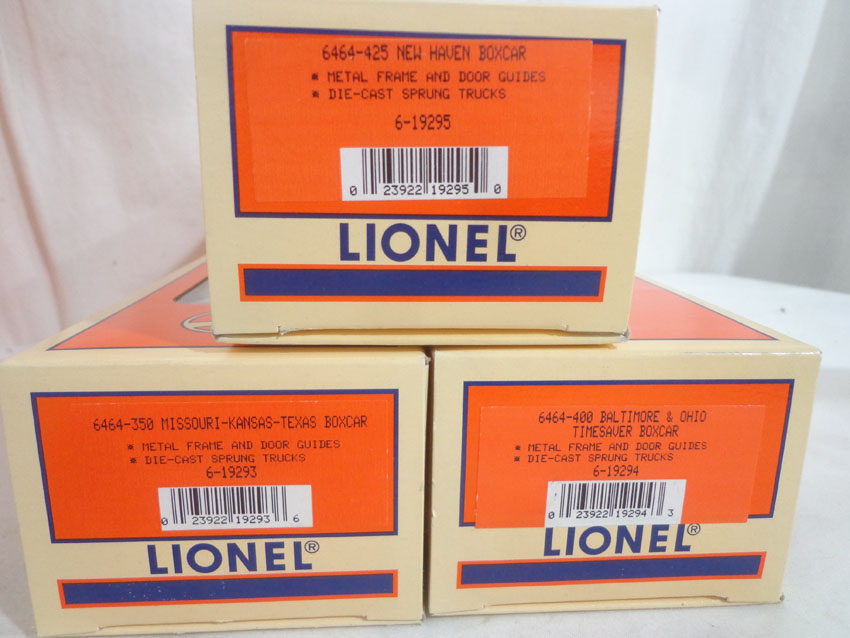 6464-425 NEW HAVEN BOXCAR
* METAL FRAME AND DOOR GUIDES
* DIE-CAST SPRUNG TRUCKS
6-19295
0 23922 19295 0
LIONEL®
6464-350 MISSOURI-KANSAS-TEXAS BOXCAR
* METAL FRAME AND DOOR GUIDES
* DIE-CAST SPRUNG TRUCKS
6-19293
0 23922 19293 6
LIONEL®
6464-400 BALTIMORE & OHIO
TIMESAVER BOXCAR
* METAL FRAME AND DOOR GUIDES
* DIE-CAST SPRUNG TRUCKS
6-19294
0 23922 19294 3
LIONEL®